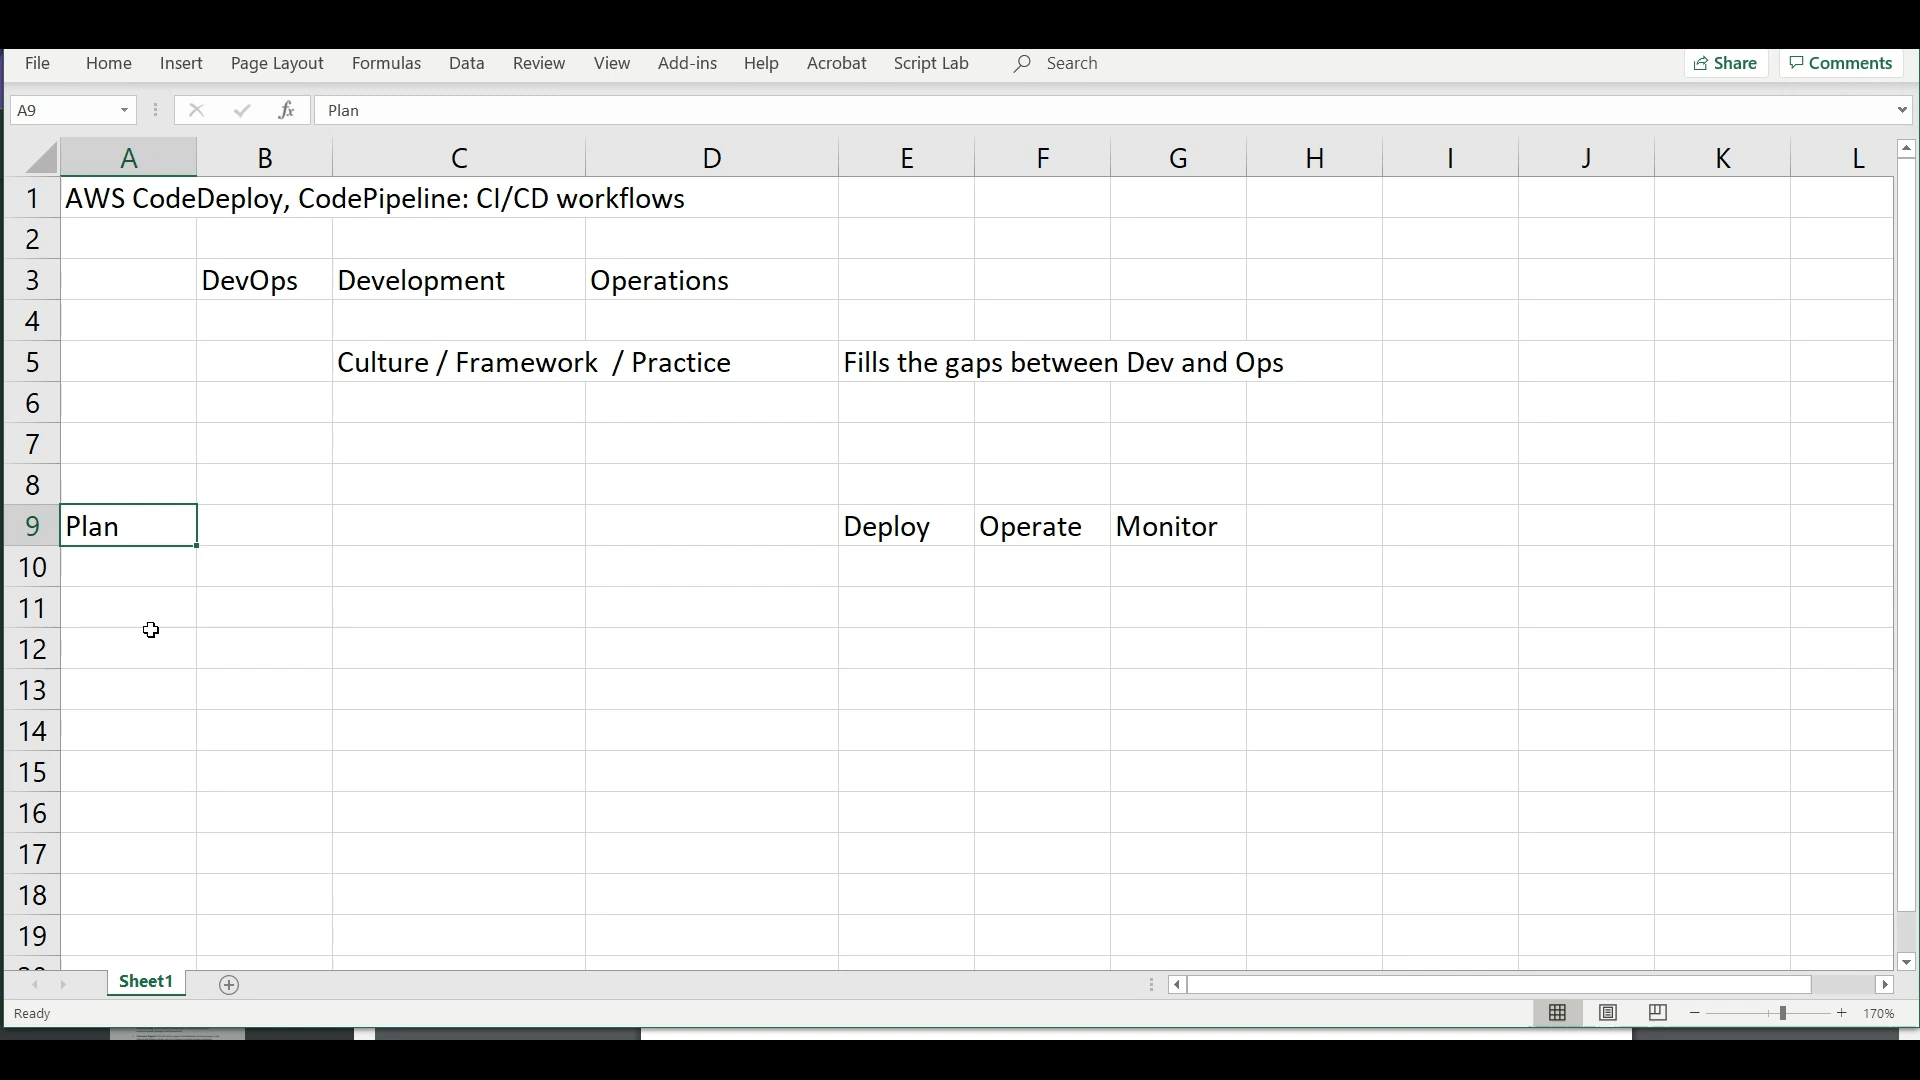 File Home Insert Page Layout Formulas Data Review View Add-ins Help Acrobat Script Lab Search Share Comments
A9 fx Plan
A B C D E F G H I J K L
1 AWS CodeDeploy, CodePipeline: CI/CD workflows
2
3 DevOps Development Operations
4
5 Culture / Framework / Practice Fills the gaps between Dev and Ops
6
7
8
9 Plan Deploy Operate Monitor
10
11
12
13
14
15
16
17
18
19
Sheet1
Ready 170%